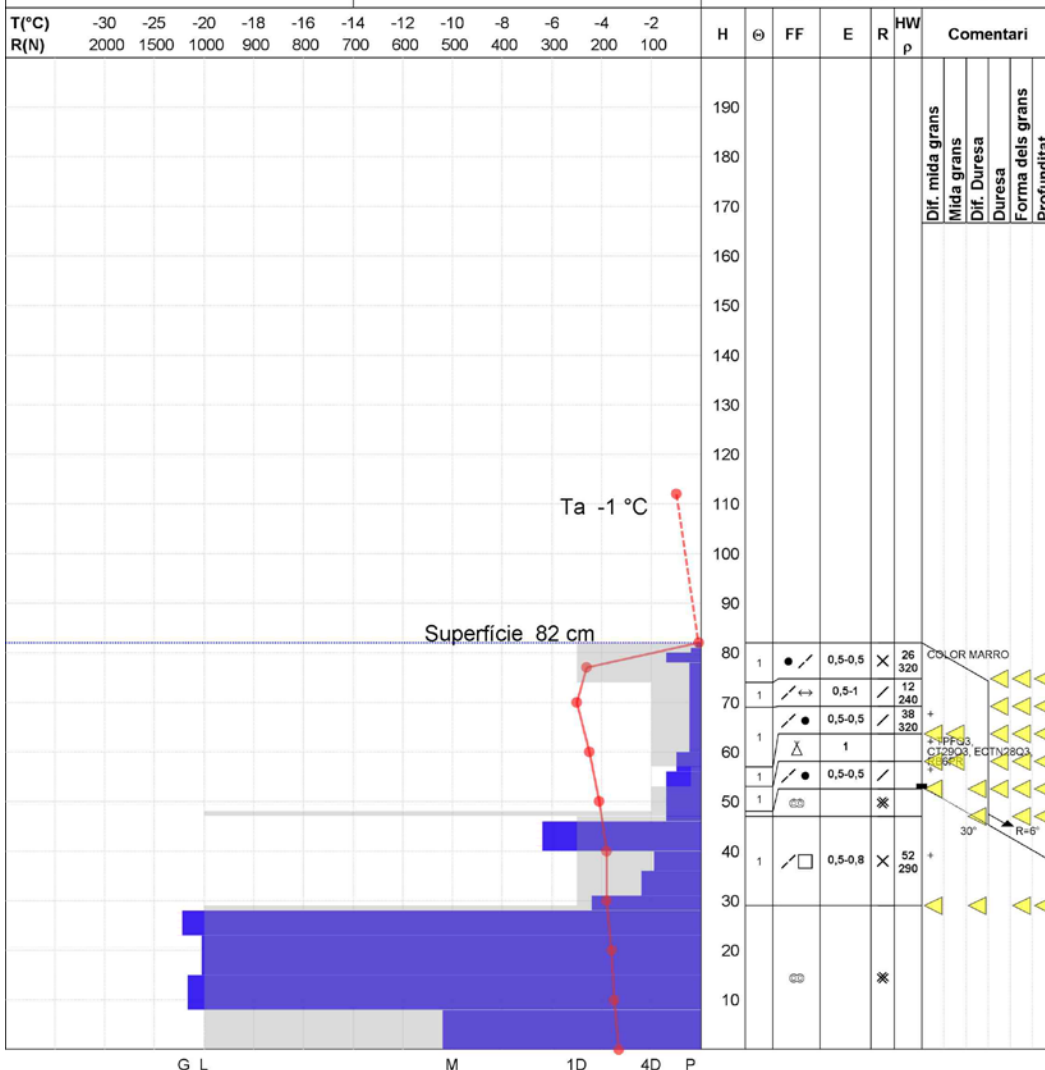 T(°C) -30 -25 -20 -18 -16 -14 -12 -10 -8 -6 -4 -2 H Θ FF E R HW ρ Comentari
R(N) 2000 1500 1000 900 800 700 600 500 400 300 200 100
Dif. mida grans
Mida grans
Dif. Duresa
Duresa
Forma dels grans
Profunditat
190
180
170
160
150
140
130
120
110
Ta -1 °C
100
90
Superfície 82 cm
80
1 0,5-0,5 26 320 COLOR MARRO
70
1 0,5-1 12 240
1 0,5-0,5 38 320 +
60
1 CT29Q3, ECTN28Q3,
1 0,5-0,5
50
1
30° R=6°
40
1 0,5-0,8 52 290 +
30
20
10
G L M 1D 4D P